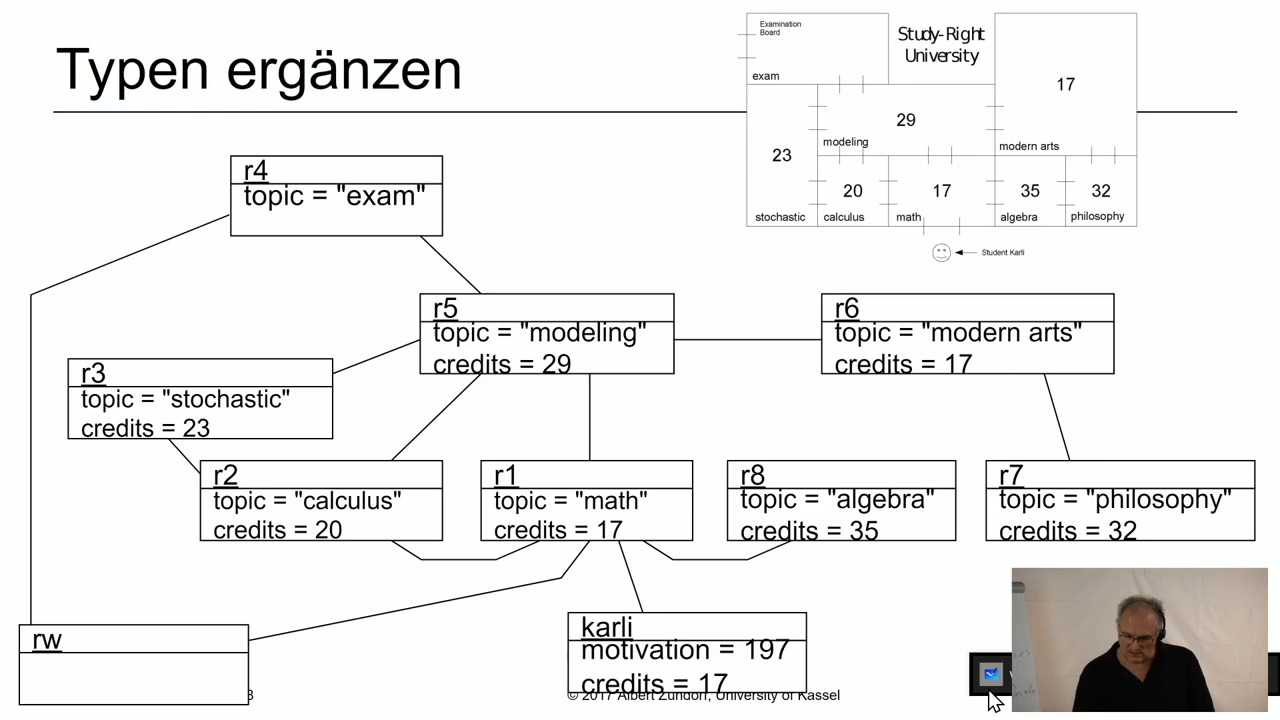 Typen ergänzen
Examination
Board
exam
Study-Right
University
17
29
modeling
modern arts
23
stochastic
20
calculus
17
math
35
algebra
32
philosophy
Student Karli
r4
topic = "exam"
r5
topic = "modeling"
credits = 29
r6
topic = "modern arts"
credits = 17
r3
topic = "stochastic"
credits = 23
r2
topic = "calculus"
credits = 20
r1
topic = "math"
credits = 17
r8
topic = "algebra"
credits = 35
r7
topic = "philosophy"
credits = 32
rw
karli
motivation = 197
credits = 17
© 2017 Albert Zündorf, University of Kassel